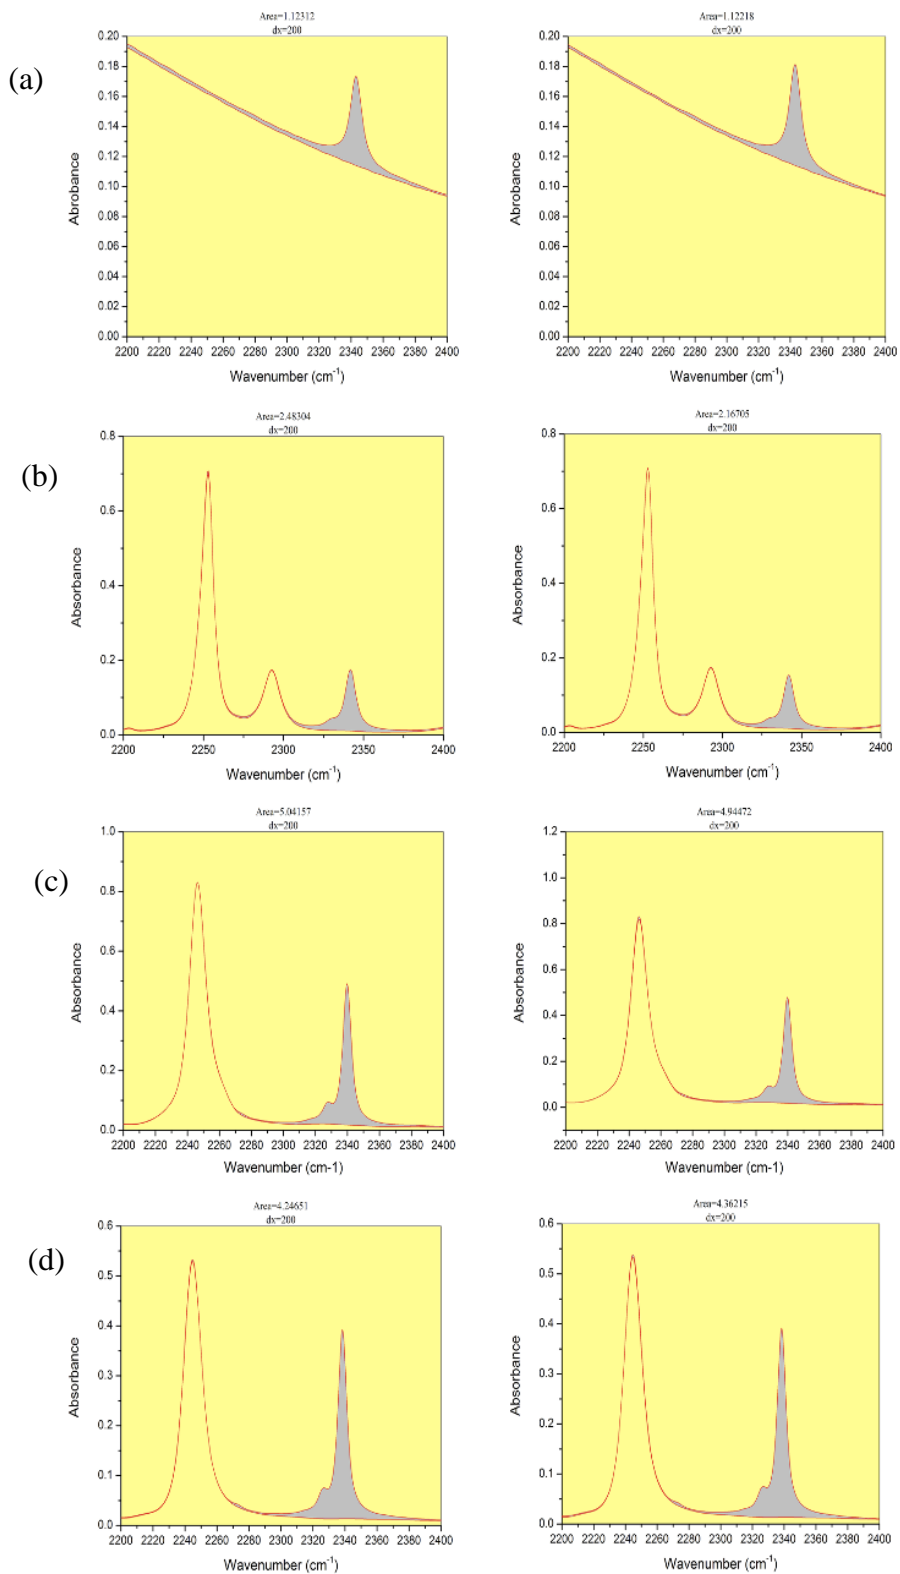 (a)
Area=1.12312
dx=200
0.20
0.18
0.16
0.14
0.12
0.10
0.08
0.06
0.04
0.02
0.00
Abrobance
2200 2220 2240 2260 2280 2300 2320 2340 2360 2380 2400
Wavenumber (cm-1)
Area=1.12218
dx=200
0.20
0.18
0.16
0.14
0.12
0.10
0.08
0.06
0.04
0.02
0.00
Abrobance
2200 2220 2240 2260 2280 2300 2320 2340 2360 2380 2400
Wavenumber (cm-1)
(b)
Area=2.48304
dx=200
0.8
0.6
0.4
0.2
0.0
Absorbance
2200 2250 2300 2350 2400
Wavenumber (cm-1)
Area=2.16705
dx=200
0.8
0.6
0.4
0.2
0.0
Absorbance
2200 2250 2300 2350 2400
Wavenumber (cm-1)
(c)
Area=5.04157
dx=200
1.0
0.8
0.6
0.4
0.2
0.0
Absorbance
2200 2220 2240 2260 2280 2300 2320 2340 2360 2380 2400
Wavenumber (cm-1)
Area=4.94472
dx=200
1.2
1.0
0.8
0.6
0.4
0.2
0.0
Absorbance
2200 2220 2240 2260 2280 2300 2320 2340 2360 2380 2400
Wavenumber (cm-1)
(d)
Area=4.24651
dx=200
0.6
0.5
0.4
0.3
0.2
0.1
0.0
Absorbance
2200 2220 2240 2260 2280 2300 2320 2340 2360 2380 2400
Wavenumber (cm-1)
Area=4.36215
dx=200
0.6
0.5
0.4
0.3
0.2
0.1
0.0
Absorbance
2200 2220 2240 2260 2280 2300 2320 2340 2360 2380 2400
Wavenumber (cm-1)